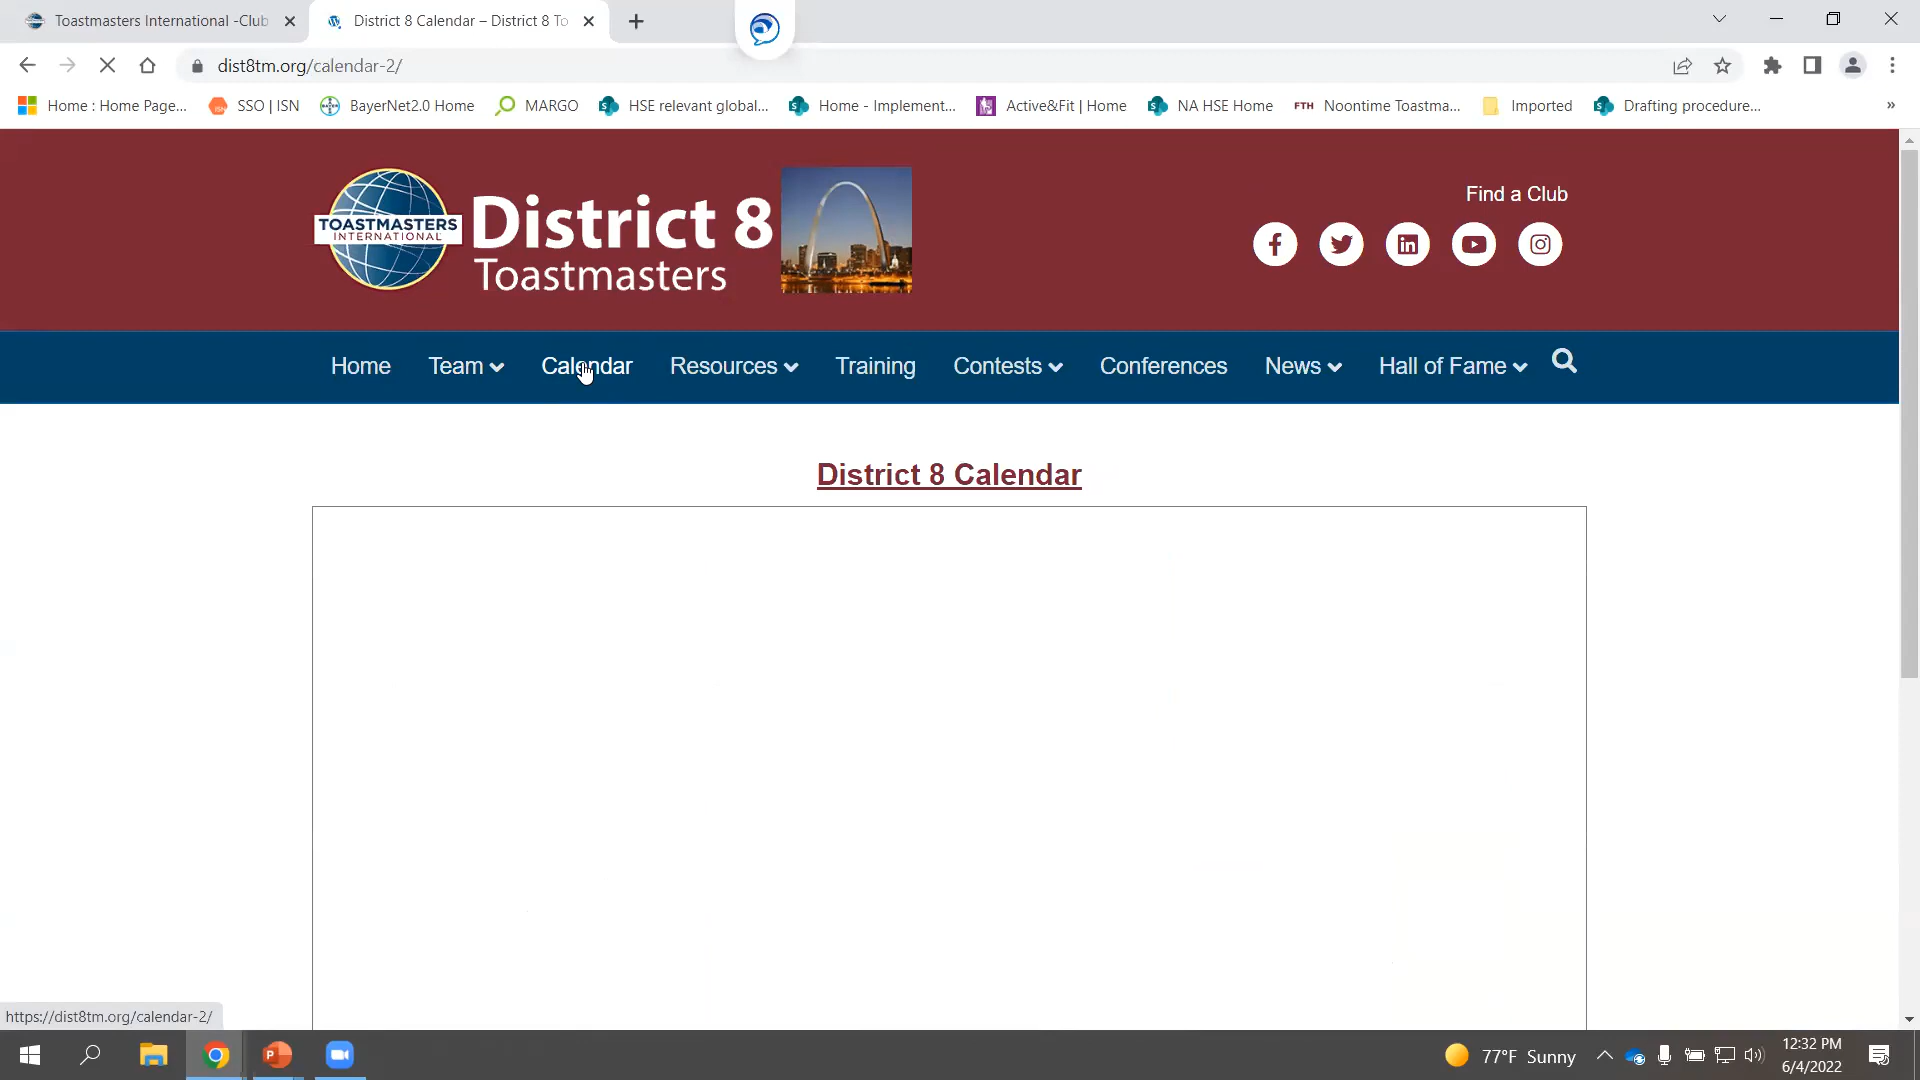 Toastmasters International -Club
District 8 Calendar – District 8 To
dist8tm.org/calendar-2/
Home : Home Page...
SSO | ISN
BayerNet2.0 Home
MARGO
HSE relevant global...
Home - Implement...
Active&Fit | Home
NA HSE Home
FTH Noontime Toastma...
Imported
Drafting procedure...
»
TOASTMASTERS
INTERNATIONAL
District 8
Toastmasters
Find a Club
Home Team Calendar Resources Training Contests Conferences News Hall of Fame
District 8 Calendar
https://dist8tm.org/calendar-2/
77°F Sunny
12:32 PM
6/4/2022